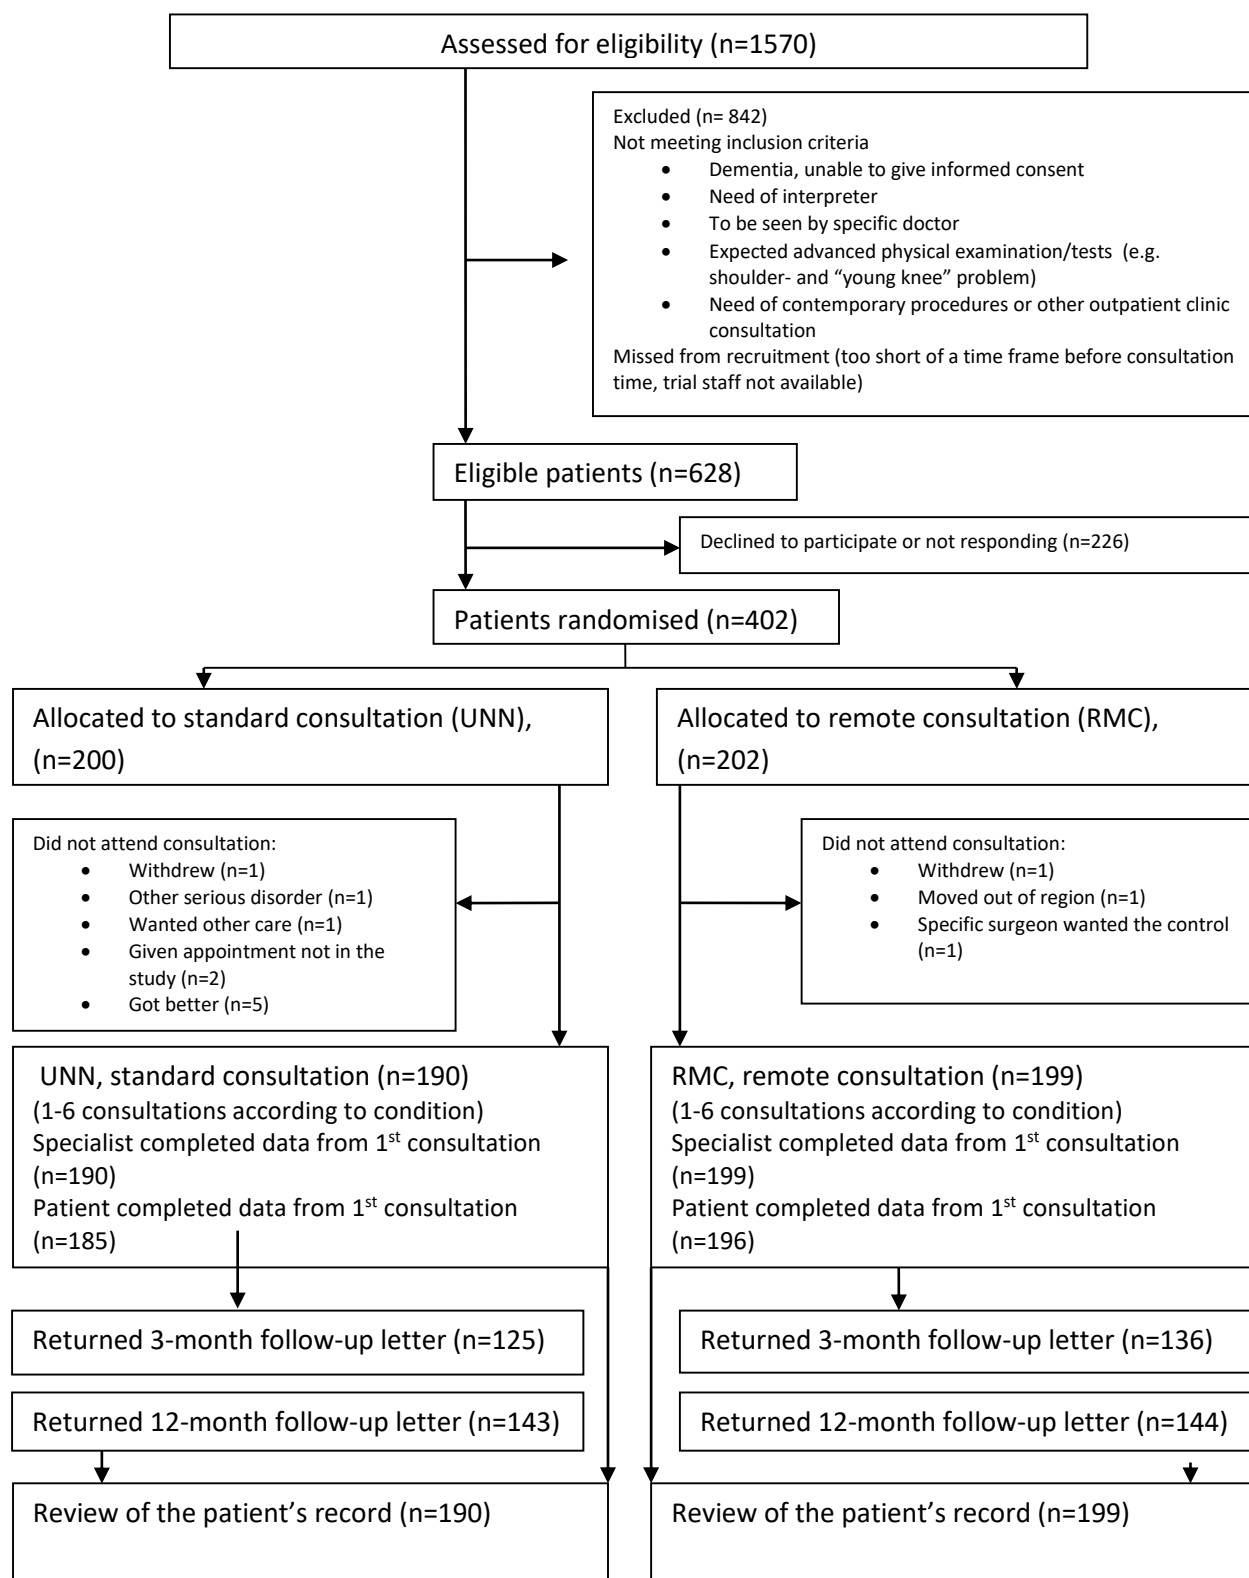 Assessed for eligibility (n=1570)
Excluded (n= 842)
Not meeting inclusion criteria
• Dementia, unable to give informed consent
• Need of interpreter
• To be seen by specific doctor
• Expected advanced physical examination/tests (e.g.
shoulder- and “young knee” problem)
• Need of contemporary procedures or other outpatient clinic
consultation
Missed from recruitment (too short of a time frame before consultation
time, trial staff not available)
Eligible patients (n=628)
Declined to participate or not responding (n=226)
Patients randomised (n=402)
Allocated to standard consultation (UNN),
(n=200)
Allocated to remote consultation (RMC),
(n=202)
Did not attend consultation:
• Withdrew (n=1)
• Other serious disorder (n=1)
• Wanted other care (n=1)
• Given appointment not in the
study (n=2)
• Got better (n=5)
Did not attend consultation:
• Withdrew (n=1)
• Moved out of region (n=1)
• Specific surgeon wanted the control
(n=1)
UNN, standard consultation (n=190)
(1-6 consultations according to condition)
Specialist completed data from 1st consultation
(n=190)
Patient completed data from 1st consultation
(n=185)
RMC, remote consultation (n=199)
(1-6 consultations according to condition)
Specialist completed data from 1st consultation
(n=199)
Patient completed data from 1st consultation
(n=196)
Returned 3-month follow-up letter (n=125)
Returned 3-month follow-up letter (n=136)
Returned 12-month follow-up letter (n=143)
Returned 12-month follow-up letter (n=144)
Review of the patient’s record (n=190)
Review of the patient’s record (n=199)